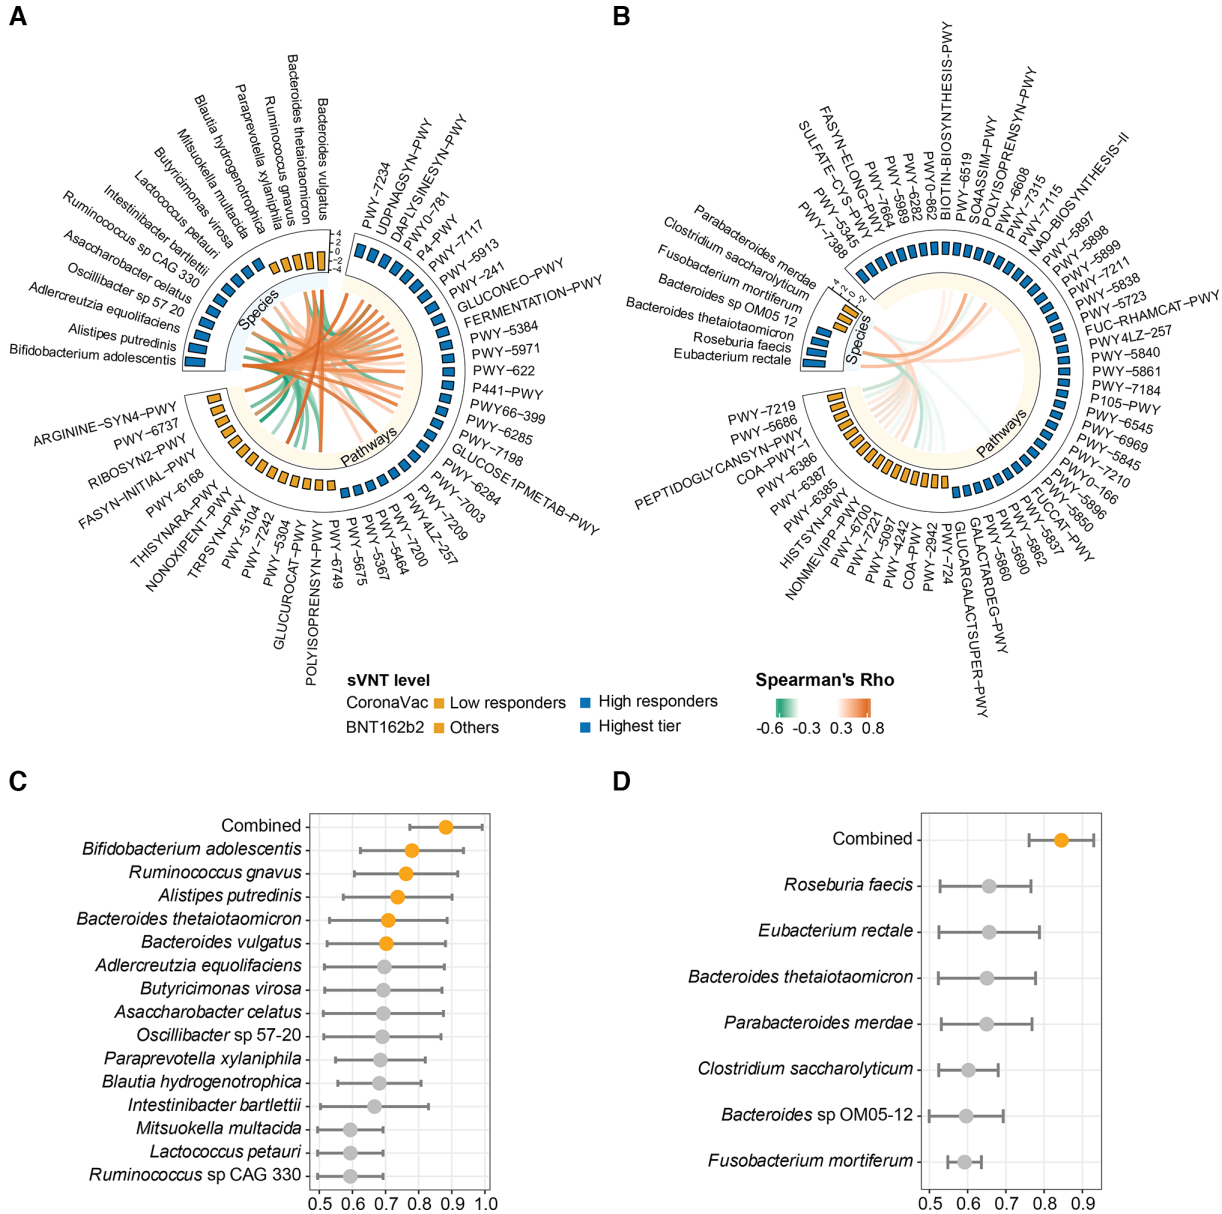 A
Bifidobacterium adolescentis
Alistipes putredinis
Adlercreutzia equolifaciens
Oscillibacter sp 57 20
Asaccharobacter celatus
Ruminococcus sp CAG 330
Intestinibacter bartlettii
Lactococcus petauri
Butyricimonas virosa
Mitsuokella multacida
Blautia hydrogenotrophica
Paraprevotella xylaniphila
Ruminococcus gnavus
Bacteroides thetaiotaomicron
Bacteroides vulgatus
4
2
0
−2
−4
PWY−7234
UDPNAGSYN−PWY
DAPLYSINESYN−PWY
PWY0−781
P4−PWY
PWY−7117
PWY−5913
PWY−241
GLUCONEO−PWY
FERMENTATION−PWY
PWY−5384
PWY−5971
PWY−622
P441−PWY
PWY66−399
PWY−6285
PWY−7198
GLUCOSE1PMETAB−PWY
PWY−6284
PWY−7003
PWY−7209
PWY4LZ−257
PWY−7200
PWY−5464
PWY−5367
PWY−5675
PWY−6749
POLYISOPRENSYN−PWY
GLUCUROCAT−PWY
PWY−5304
PWY−7242
PWY−5104
TRPSYN−PWY
NONOXIPENT−PWY
THISYNARA−PWY
PWY−6168
FASYN−INITIAL−PWY
RIBOSYN2−PWY
PWY−6737
ARGININE−SYN4−PWY
Species
Pathways
B
Eubacterium rectale
Roseburia faecis
Bacteroides thetaiotaomicron
Bacteroides sp OM05 12
Fusobacterium mortiferum
Clostridium saccharolyticum
Parabacteroides merdae
4
2
0
−2
PWY−7388
PWY−5345
SULFATE−CYS−PWY
FASYN−ELONG−PWY
PWY−7664
PWY−5989
PWY−6282
PWY0−862
BIOTIN−BIOSYNTHESIS−PWY
PWY−6519
SO4ASSIM−PWY
POLYISOPRENSYN−PWY
PWY−6608
PWY−7315
PWY−7115
NAD−BIOSYNTHESIS−II
PWY−5897
PWY−5898
PWY−5899
PWY−7211
PWY−5838
PWY−5723
FUC−RHAMCAT−PWY
PWY4LZ−257
PWY−5840
PWY−5861
PWY−7184
P105−PWY
PWY−6545
PWY−6969
PWY−5845
PWY−7210
PWY0−166
PWY−5896
PWY−5850
FUCCAT−PWY
PWY−5837
PWY−5862
PWY−5690
PWY−5860
GALACTARDEG−PWY
GLUCARGALACTSUPER−PWY
PWY−724
PWY−2942
COA−PWY
PWY−4242
PWY−5097
PWY−7221
PWY−6700
NONMEVIPP−PWY
HISTSYN−PWY
PWY−6385
PWY−6387
PWY−6386
COA−PWY−1
PEPTIDOGLYCANSYN−PWY
PWY−5686
PWY−7219
Species
Pathways
sVNT level
CoronaVac Low responders High responders
BNT162b2 Others Highest tier
Spearman's Rho
-0.6 -0.3 0.3 0.8
C
Combined
Bifidobacterium adolescentis
Ruminococcus gnavus
Alistipes putredinis
Bacteroides thetaiotaomicron
Bacteroides vulgatus
Adlercreutzia equolifaciens
Butyricimonas virosa
Asaccharobacter celatus
Oscillibacter sp 57-20
Paraprevotella xylaniphila
Blautia hydrogenotrophica
Intestinibacter bartlettii
Mitsuokella multacida
Lactococcus petauri
Ruminococcus sp CAG 330
0.5 0.6 0.7 0.8 0.9 1.0
D
Combined
Roseburia faecis
Eubacterium rectale
Bacteroides thetaiotaomicron
Parabacteroides merdae
Clostridium saccharolyticum
Bacteroides sp OM05-12
Fusobacterium mortiferum
0.5 0.6 0.7 0.8 0.9